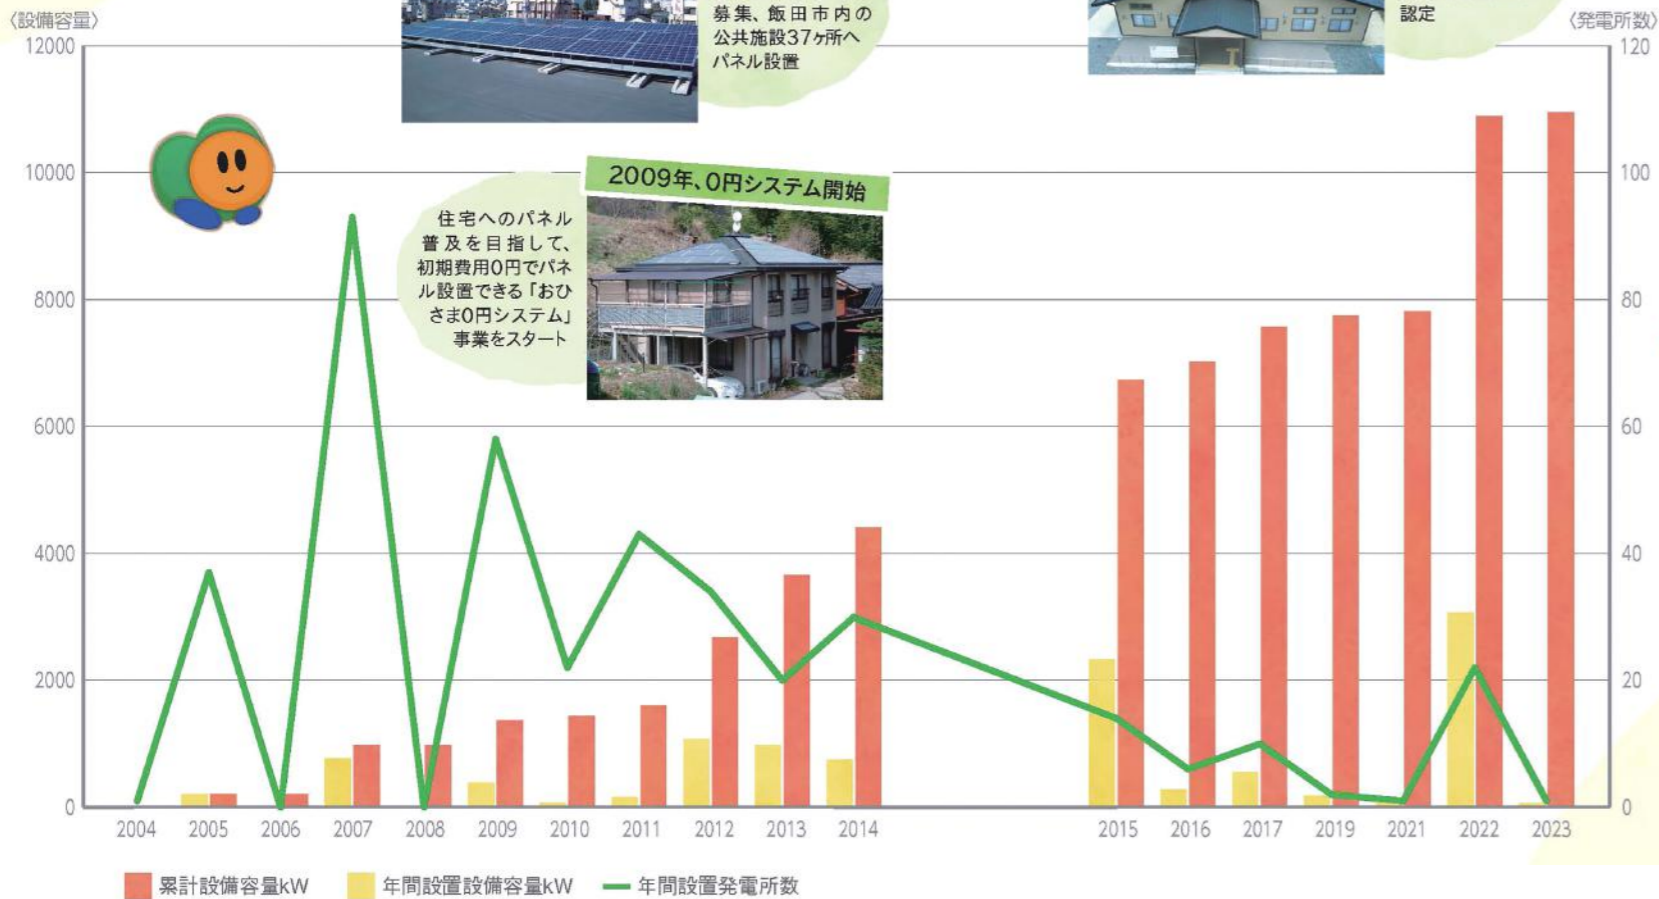 〈設備容量〉
募集、飯田市内の
公共施設37ヶ所へ
パネル設置
認定
〈発電所数〉
12000
10000
8000
6000
4000
2000
0
120
100
80
60
40
20
0
2009年、0円システム開始
住宅へのパネル
普及を目指して、
初期費用0円でパネ
ル設置できる「おひ
さま0円システム」
事業をスタート
2004 2005 2006 2007 2008 2009 2010 2011 2012 2013 2014 2015 2016 2017 2019 2021 2022 2023
累計設備容量kW 年間設置設備容量kW 年間設置発電所数